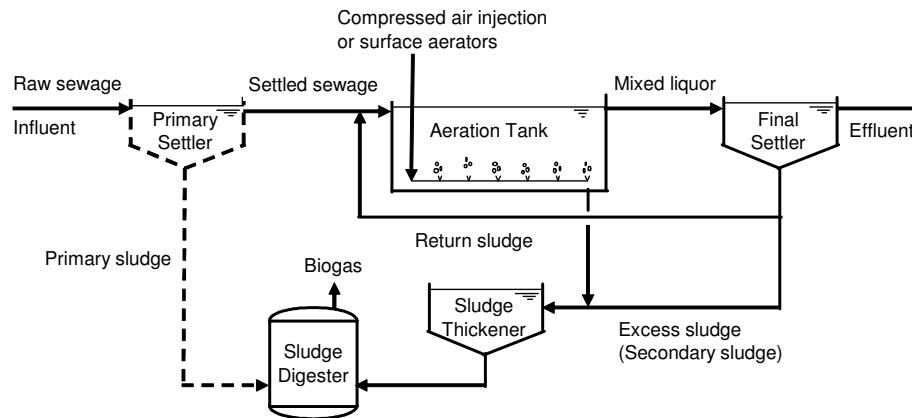 Compressed air injection
or surface aerators
Raw sewage
Influent
Primary
Settler
Settled sewage
Aeration Tank
Mixed liquor
Final
Settler
Effluent
Return sludge
Primary sludge
Biogas
Sludge
Thickener
Excess sludge
(Secondary sludge)
Sludge
Digester